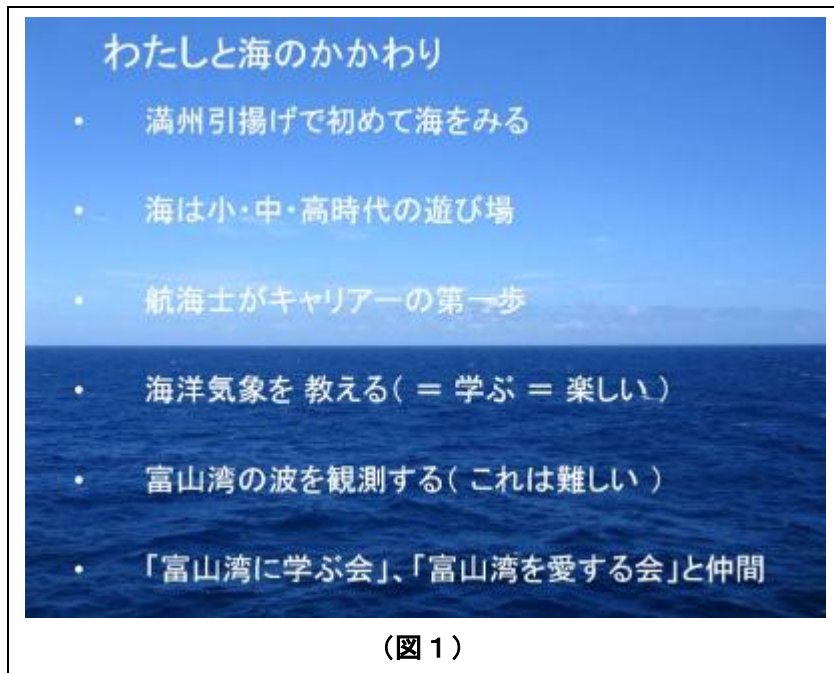 わたしと海のかかわり
• 満州引揚げで初めて海をみる
• 海は小・中・高時代の遊び場
• 航海士がキャリアーの第一歩
• 海洋気象を 教える( = 学ぶ = 楽しい )
• 富山湾の波を観測する( これは難しい )
• 「富山湾に学ぶ会」、「富山湾を愛する会」と仲間
(図1)